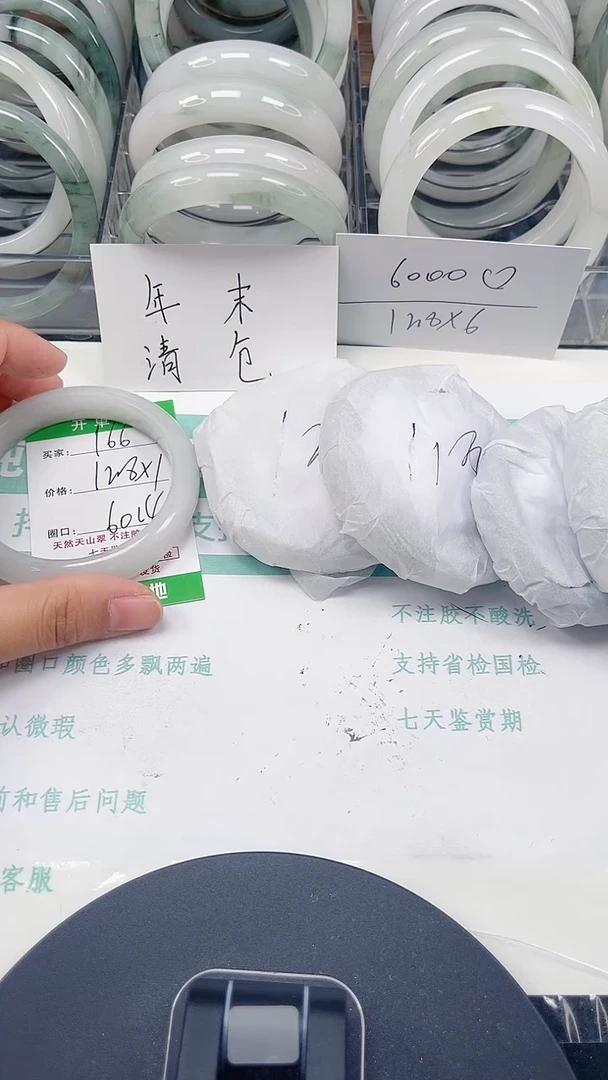 年末
清仓
6000
128X6
开单
买家: 166
价格: 128X1
圈口:
天然天山翠 不注胶
地
不注胶不酸洗
圈口颜色多飘两遍
支持省检国检
认微瑕
七天鉴赏期
前和售后问题
客服